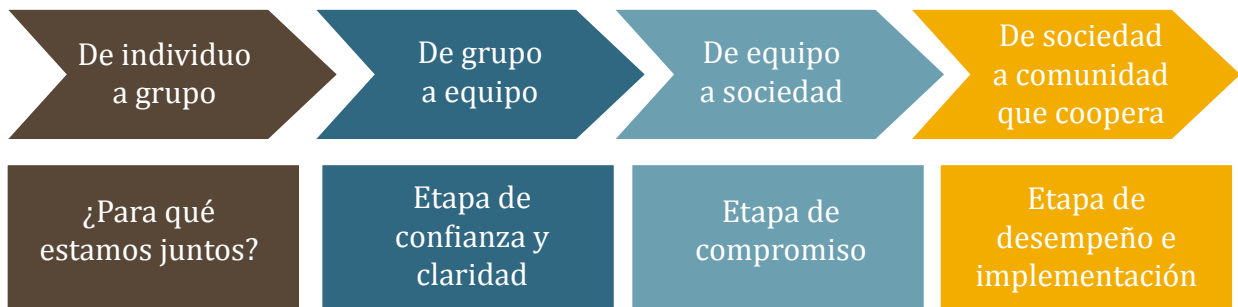 De individuo
a grupo
De grupo
a equipo
De equipo
a sociedad
De sociedad
a comunidad
que coopera
¿Para qué
estamos juntos?
Etapa de
confianza y
claridad
Etapa de
compromiso
Etapa de
desempeño e
implementación